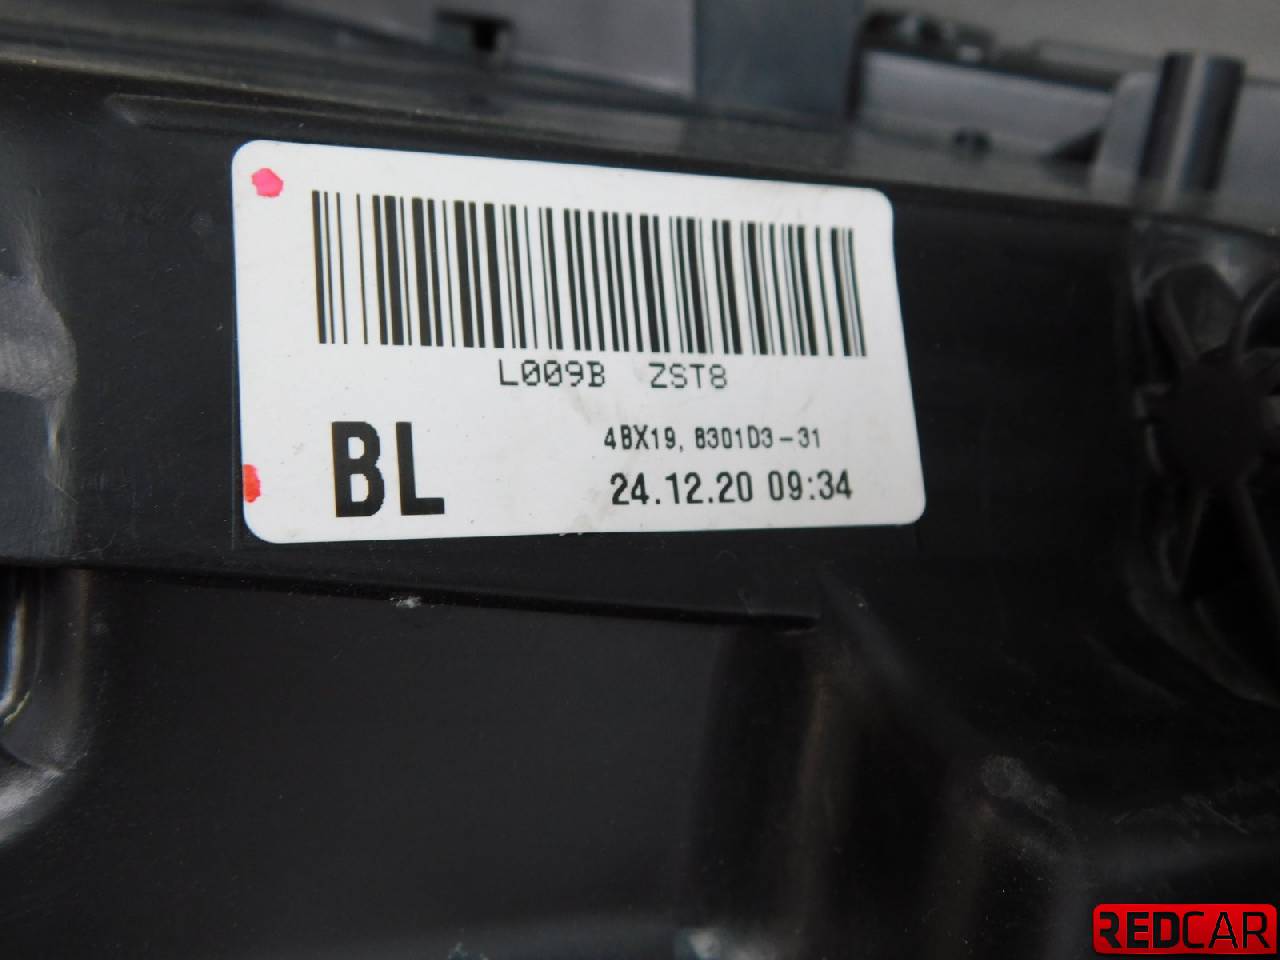 L009B ZST8
BL
4BX19, 8301D3-31
24.12.20 09:34
REDCAR